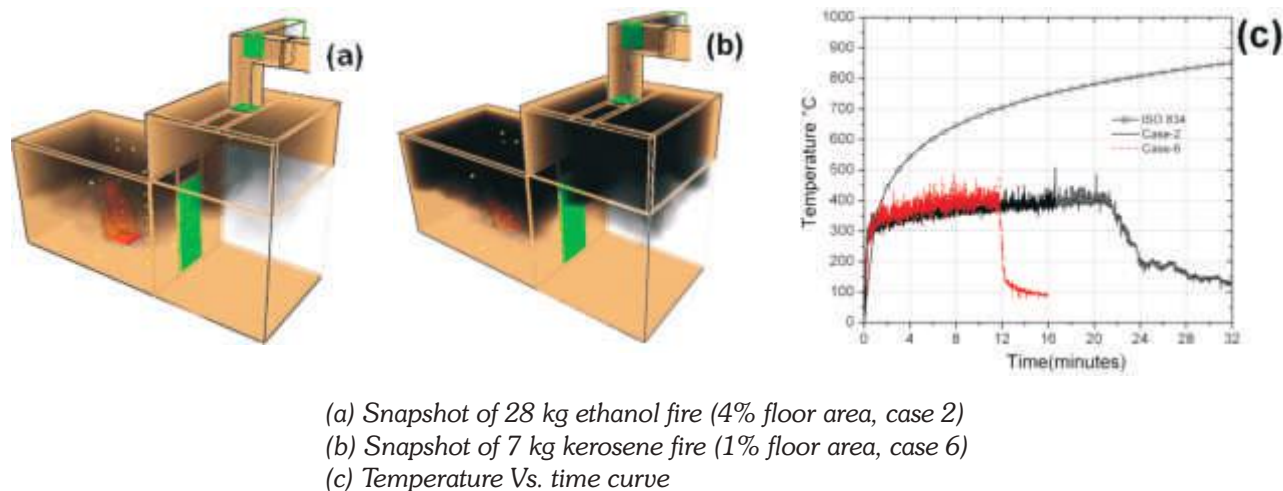 (a)
(b)
(c)
1000
900
800
700
600
500
400
300
200
100
0
Temperature °C
ISO 834
Case-2
Case-6
0 4 8 12 16 20 24 28 32
Time(minutes)
(a) Snapshot of 28 kg ethanol fire (4% floor area, case 2)
(b) Snapshot of 7 kg kerosene fire (1% floor area, case 6)
(c) Temperature Vs. time curve